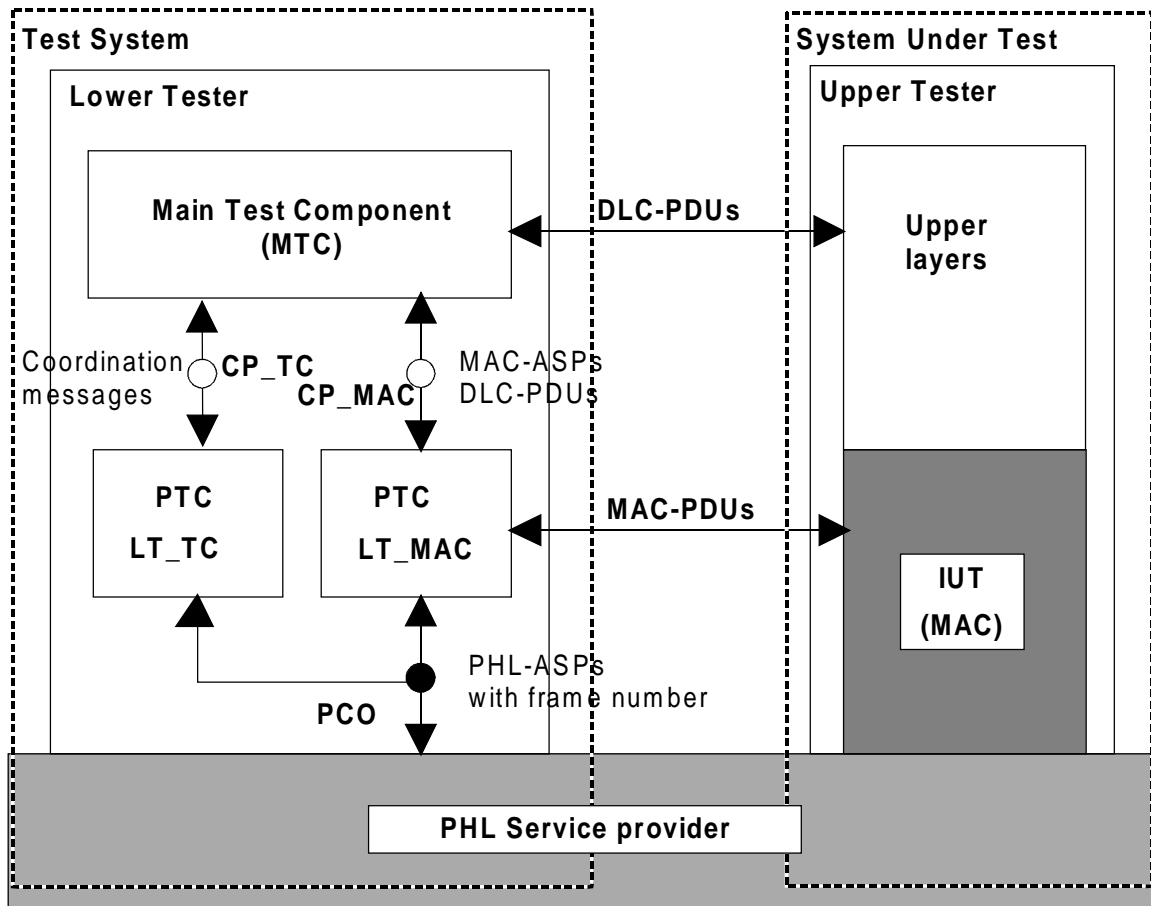 Test System
System Under Test
Lower Tester
Upper Tester
Main Test Component
(MTC)
DLC-PDUs
Upper
layers
Coordination
messages
CP_TC
CP_MAC
MAC-ASPs
DLC-PDUs
PTC
LT_TC
PTC
LT_MAC
MAC-PDUs
IUT
(MAC)
PHL-ASPs
with frame number
PCO
PHL Service provider